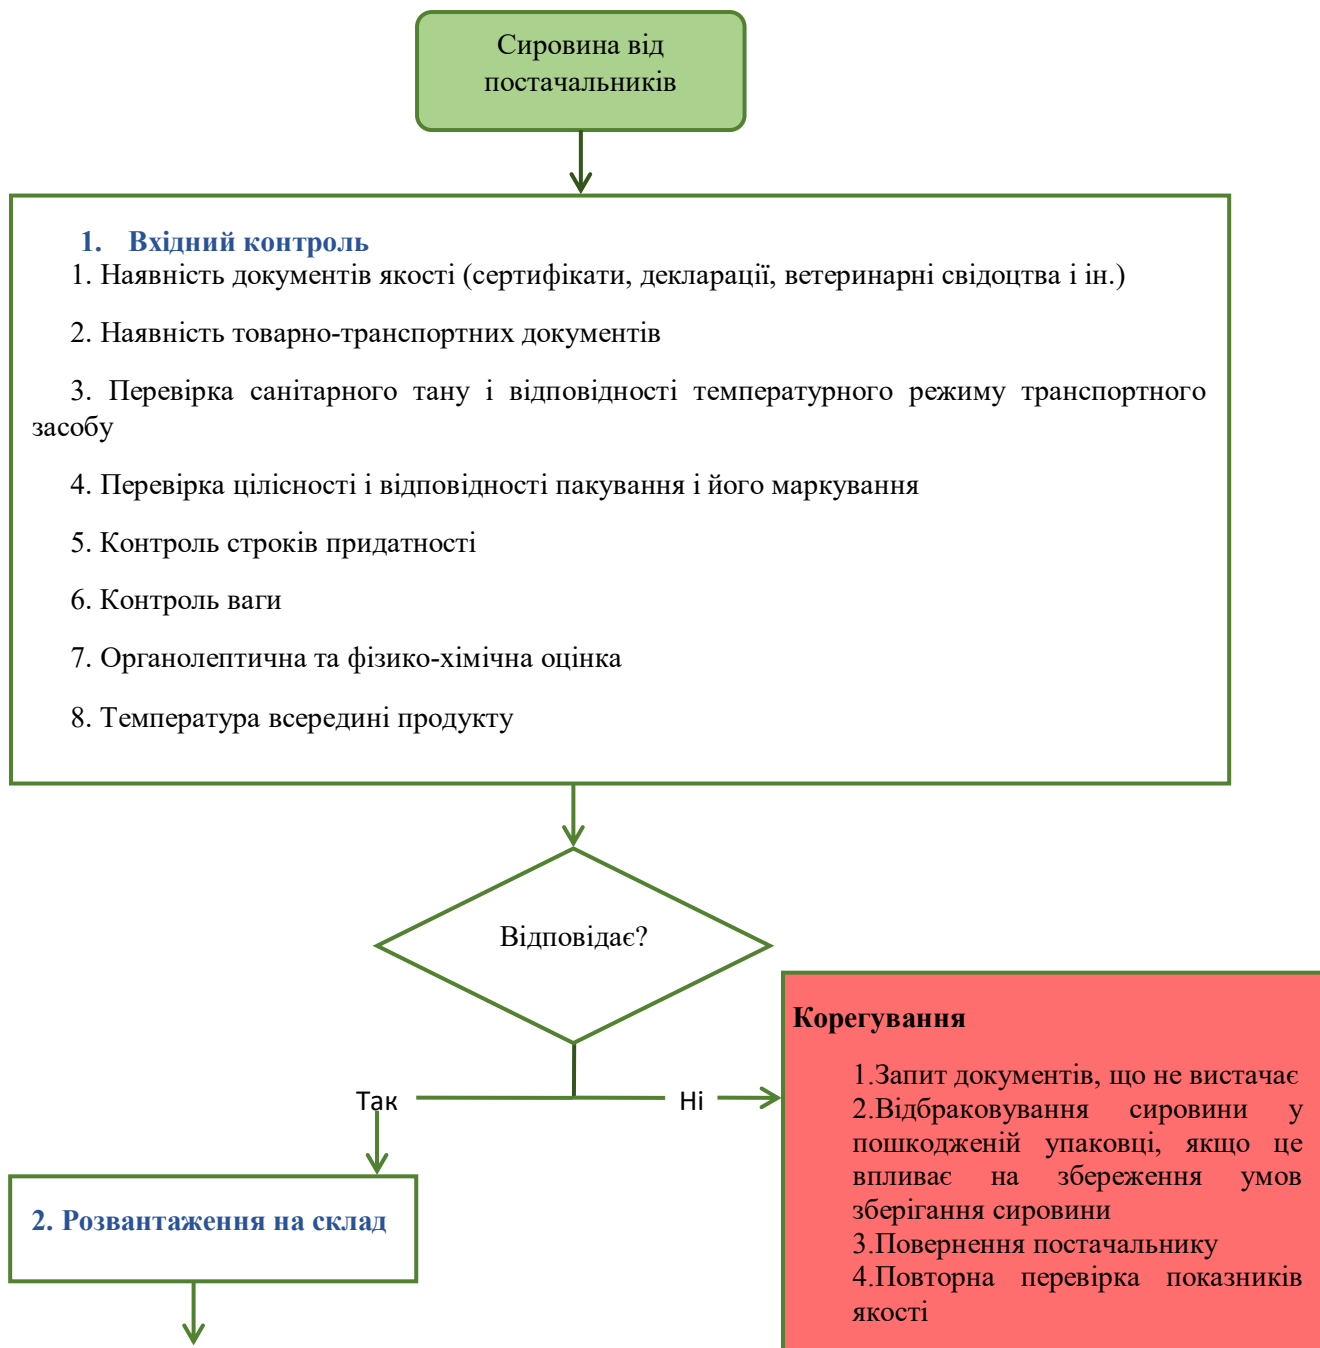 Сировина від
постачальників
1. Вхідний контроль
1. Наявність документів якості (сертифікати, декларації, ветеринарні свідоцтва і ін.)
2. Наявність товарно-транспортних документів
3. Перевірка санітарного тану і відповідності температурного режиму транспортного
засобу
4. Перевірка цілісності і відповідності пакування і його маркування
5. Контроль строків придатності
6. Контроль ваги
7. Органолептична та фізико-хімічна оцінка
8. Температура всередині продукту
Відповідає?
Так
Ні
2. Розвантаження на склад
Корегування
1.Запит документів, що не вистачає
2.Відбраковування сировини у
пошкодженій упаковці, якщо це
впливає на збереження умов
зберігання сировини
3.Повернення постачальнику
4.Повторна перевірка показників
якості